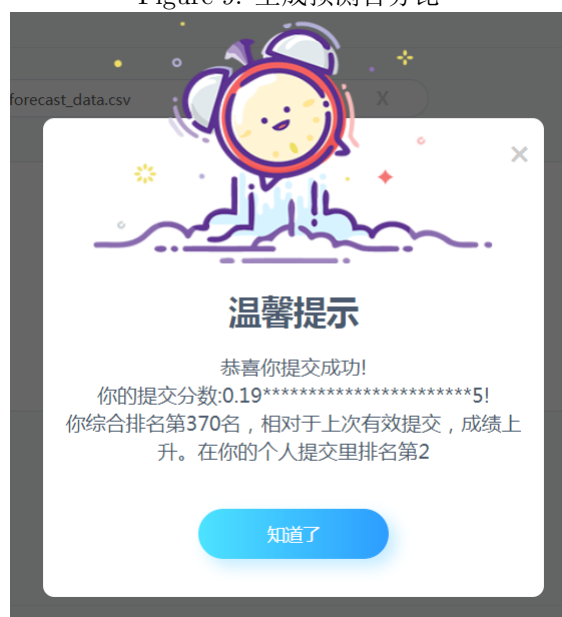 forecast_data.csv X
温馨提示
恭喜你提交成功!
你的提交分数:0.19***********************5!
你综合排名第370名，相对于上次有效提交，成绩上
升。在你的个人提交里排名第2
知道了